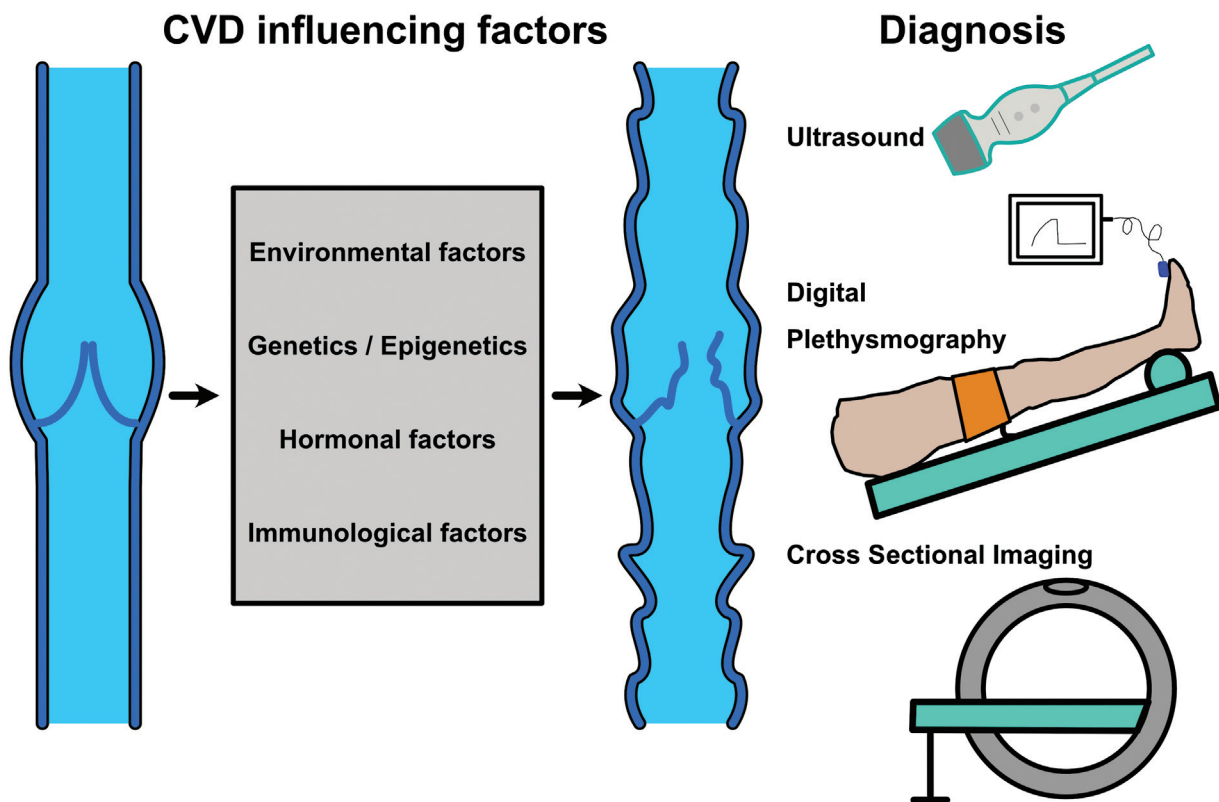 CVD influencing factors
Environmental factors
Genetics / Epigenetics
Hormonal factors
Immunological factors
Diagnosis
Ultrasound
Digital
Plethysmography
Cross Sectional Imaging